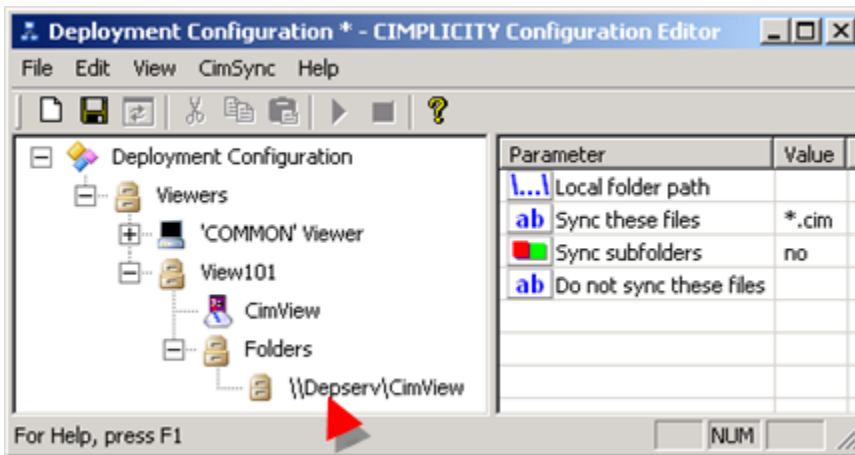 Deployment Configuration * - CIMPLICITY Configuration Editor
File Edit View CimSync Help
Deployment Configuration
Viewers
'COMMON' Viewer
View101
CimView
Folders
\\Depserv\CimView
Parameter Value
\...\ Local folder path
ab Sync these files *.cim
Sync subfolders no
ab Do not sync these files
For Help, press F1
NUM